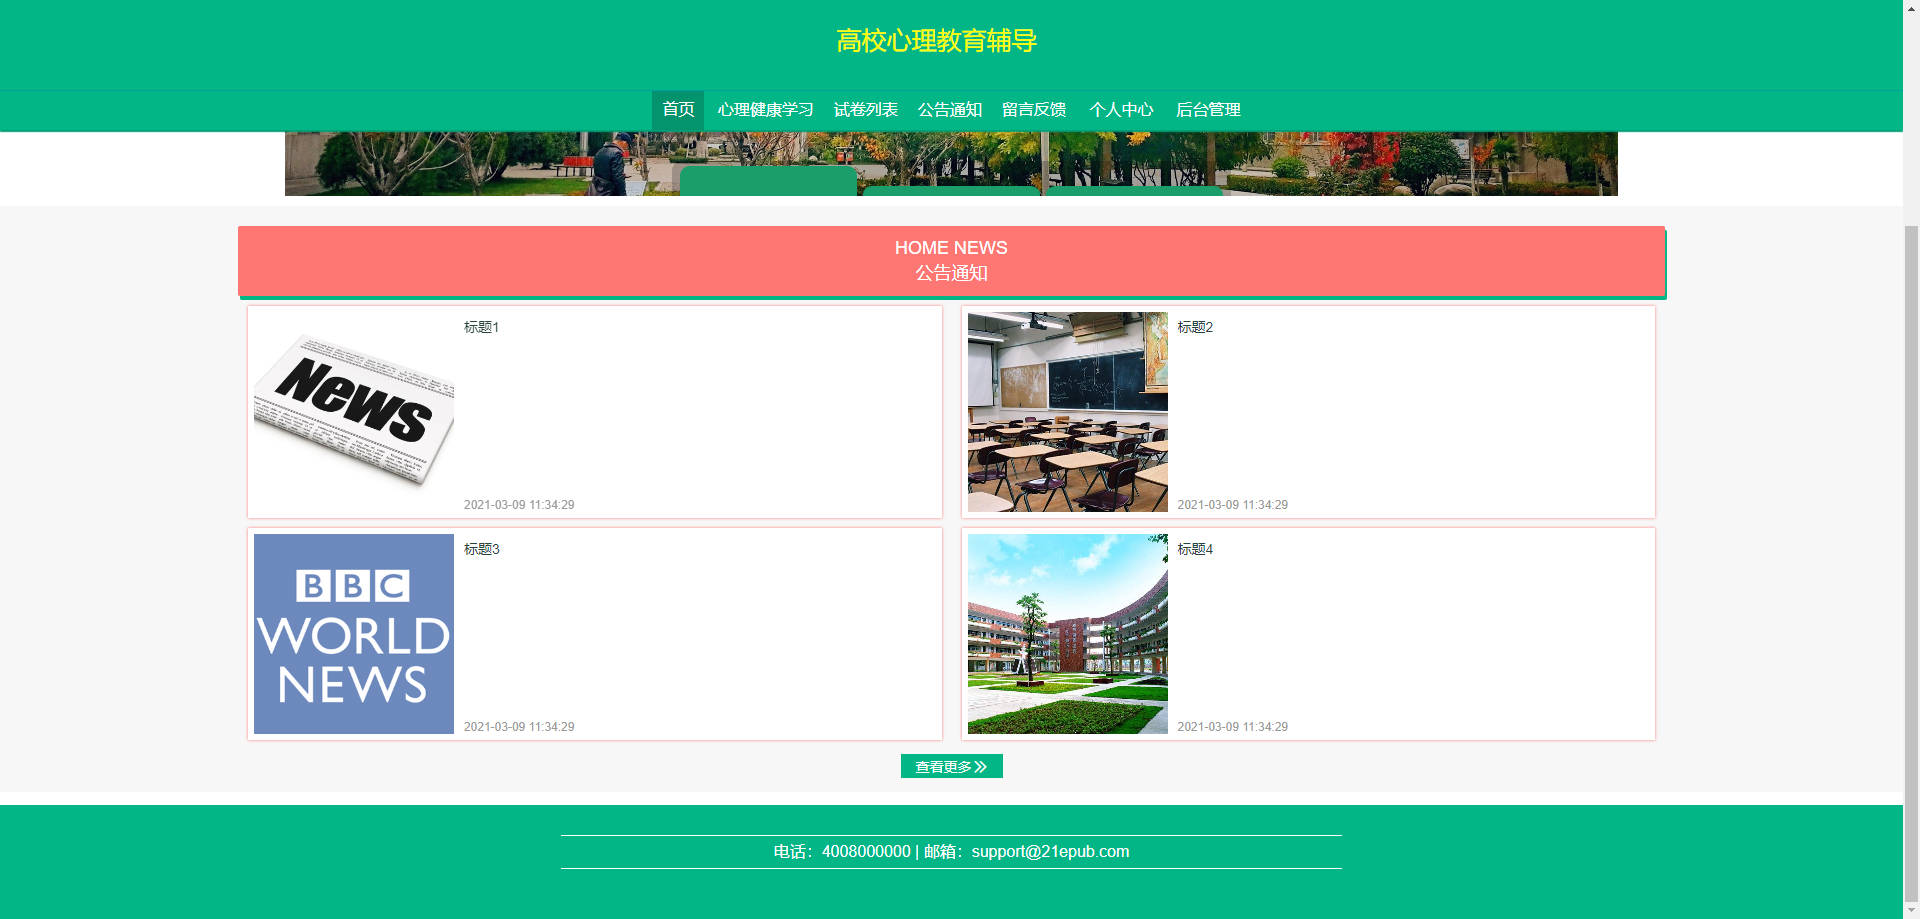 高校心理教育辅导
首页 心理健康学习 试卷列表 公告通知 留言反馈 个人中心 后台管理
HOME NEWS
公告通知
News
标题1
2021-03-09 11:34:29
标题2
2021-03-09 11:34:29
BBC
WORLD
NEWS
标题3
2021-03-09 11:34:29
标题4
2021-03-09 11:34:29
查看更多
电话：4008000000 | 邮箱：support@21epub.com